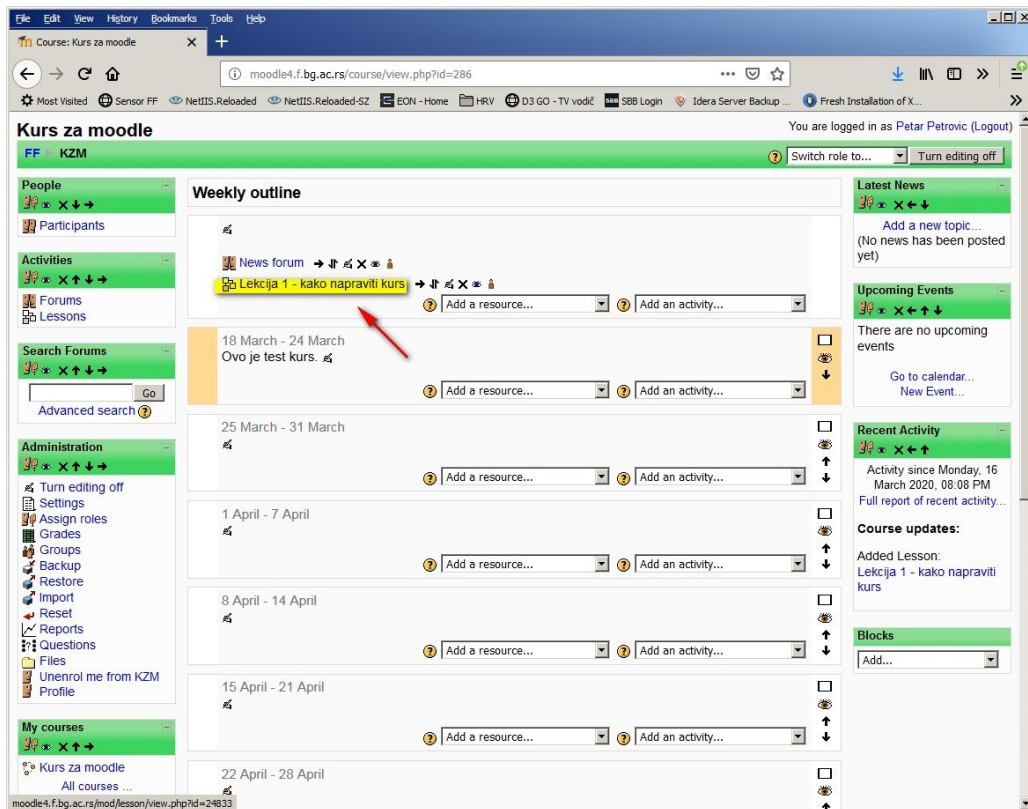 File Edit View History Bookmarks Tools Help
Course: Kurs za moodle
moodle4.f.bg.ac.rs/course/view.php?id=286
Most Visited Sensor FF NetIIS.Reloaded NetIIS.Reloaded-SZ EON - Home HRV D3 GO - TV vodič SBB SBB Login Idera Server Backup ... Fresh Installation of X...
Kurs za moodle
You are logged in as Petar Petrovic (Logout)
FF KZM
Switch role to... Turn editing off
People
Participants
Activities
Forums
Lessons
Search Forums
Go
Advanced search
Administration
Turn editing off
Settings
Assign roles
Grades
Groups
Backup
Restore
Import
Reset
Reports
Questions
Files
Unenrol me from KZM
Profile
My courses
Kurs za moodle
All courses ...
Weekly outline
News forum
Lekcija 1 - kako napraviti kurs
Add a resource... Add an activity...
18 March - 24 March
Ovo je test kurs.
Add a resource... Add an activity...
25 March - 31 March
Add a resource... Add an activity...
1 April - 7 April
Add a resource... Add an activity...
8 April - 14 April
Add a resource... Add an activity...
15 April - 21 April
Add a resource... Add an activity...
22 April - 28 April
Latest News
Add a new topic...
(No news has been posted
yet)
Upcoming Events
There are no upcoming
events
Go to calendar...
New Event...
Recent Activity
Activity since Monday, 16
March 2020, 08:08 PM
Full report of recent activity...
Course updates:
Added Lesson:
Lekcija 1 - kako napraviti
kurs
Blocks
Add...
moodle4.f.bg.ac.rs/mod/lesson/view.php?id=24833